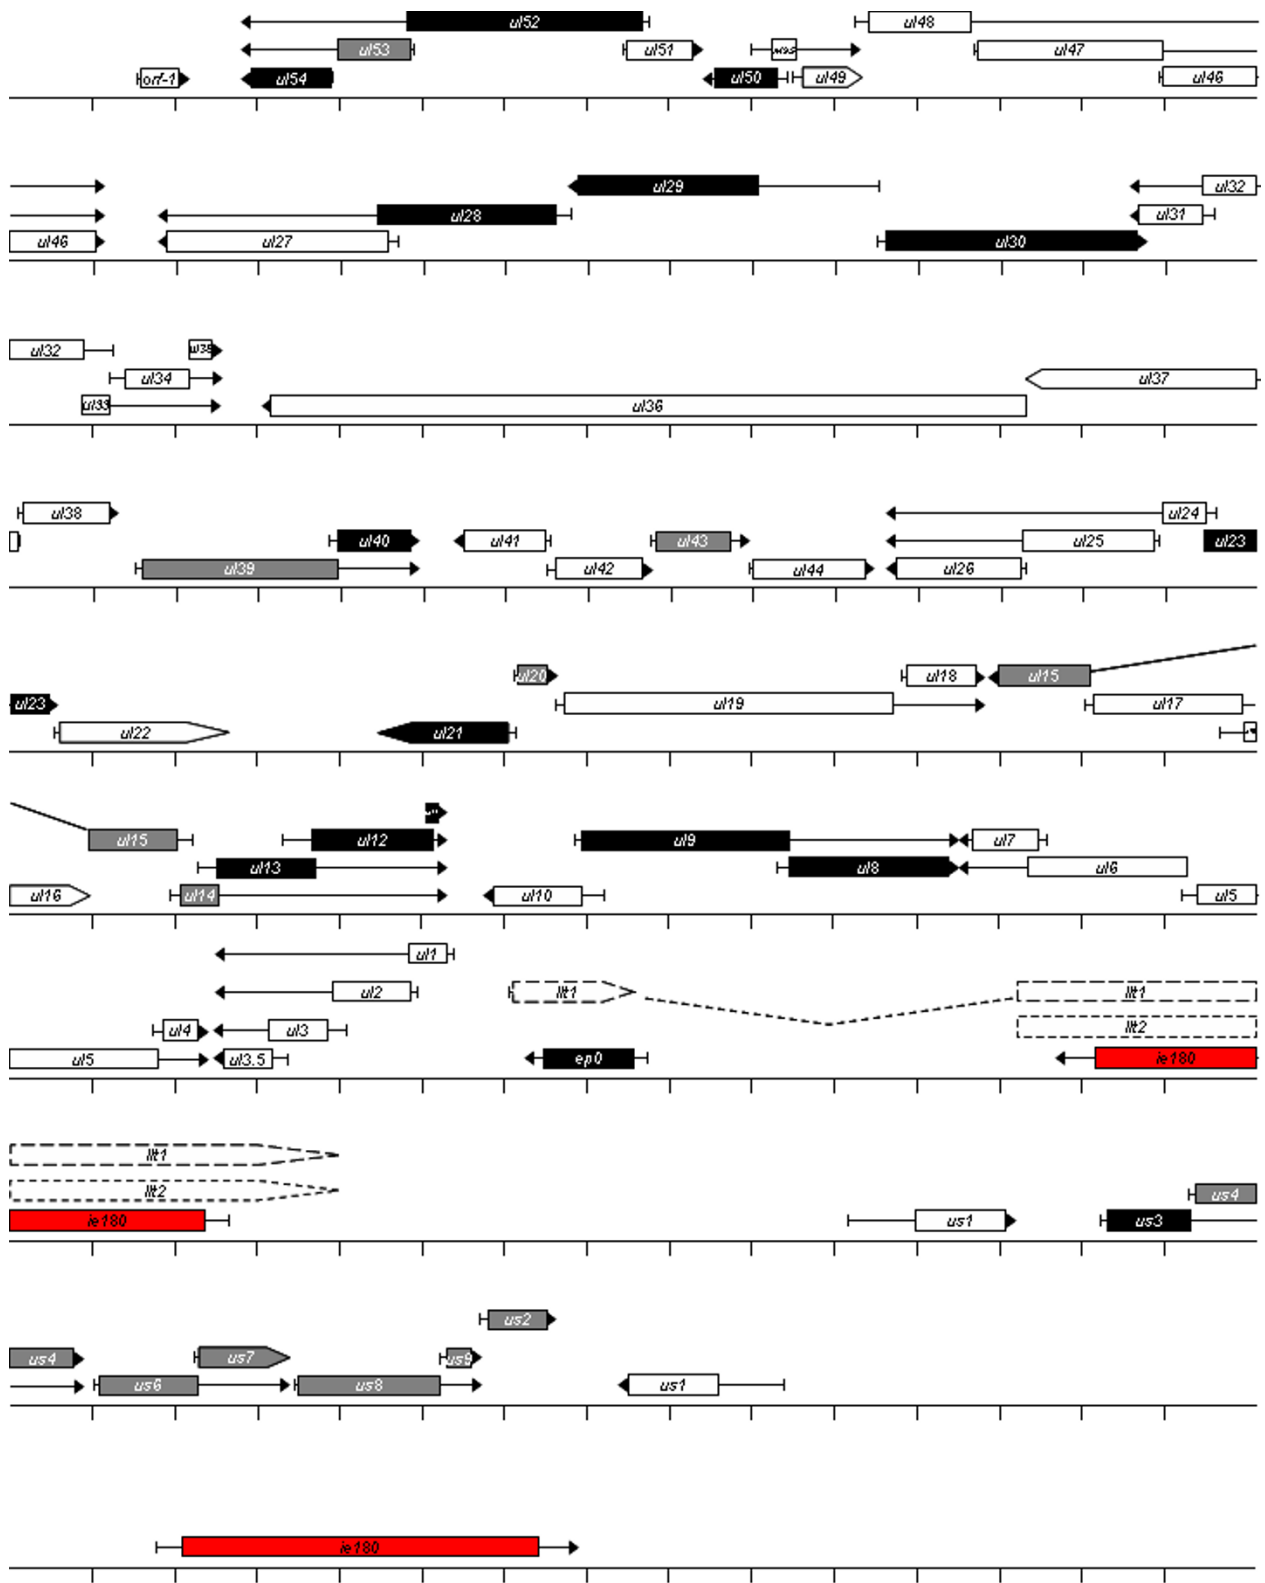 ul52
ul48
ul53
ul51
ul47
orf-1
ul54
ul50
ul49
ul46
ul29
ul32
ul28
ul31
ul46
ul27
ul30
ul32
ul35
ul34
ul37
ul33
ul36
ul38
ul24
ul40
ul41
ul43
ul25
ul23
ul39
ul42
ul44
ul26
ul20
ul18
ul15
ul23
ul19
ul17
ul22
ul21
ul15
ul12
ul9
ul7
ul13
ul8
ul6
ul16
ul14
ul10
ul5
ul1
ul2
llt1
llt1
ul4
ul3
llt2
ul5
ul3.5
ep0
ie180
llt1
llt2
us4
ie180
us1
us3
us2
us4
us7
us9
us6
us8
us1
ie180